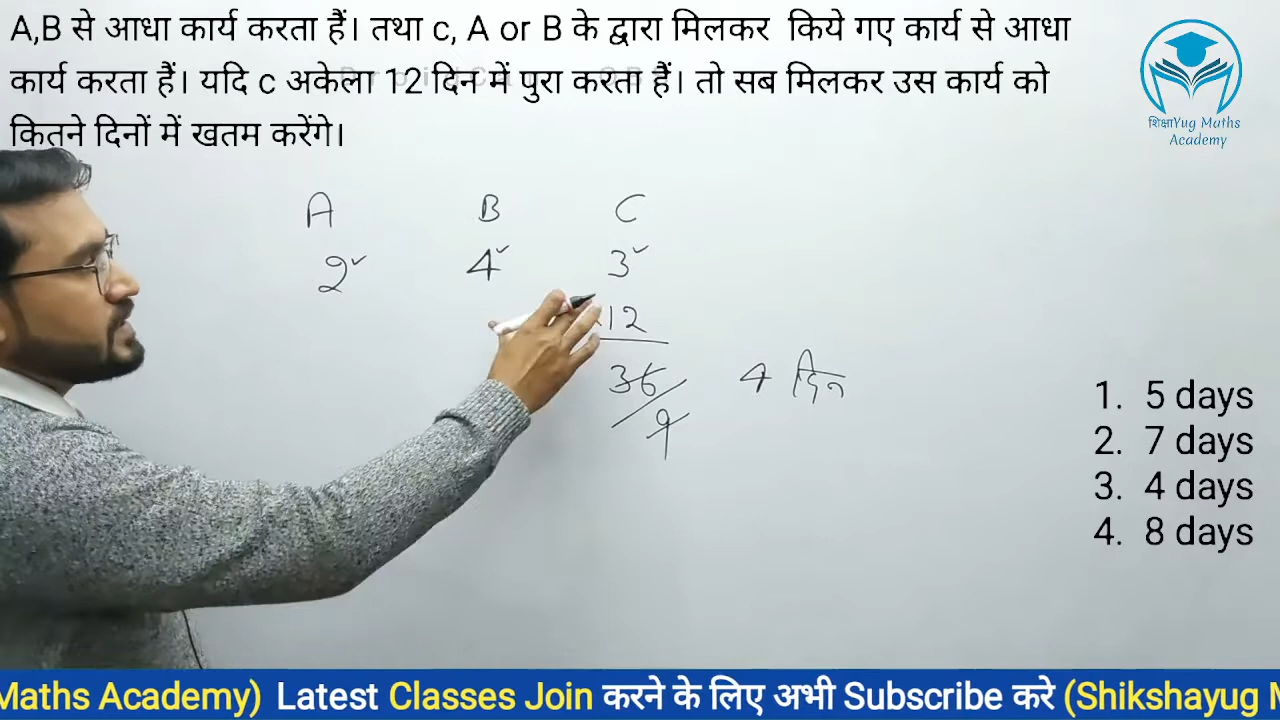 A,B से आधा कार्य करता हैं। तथा c, A or B के द्वारा मिलकर किये गए कार्य से आधा
कार्य करता हैं। यदि c अकेला 12 दिन में पुरा करता हैं। तो सब मिलकर उस कार्य को
कितने दिनों में खतम करेंगे।
शिक्षाYug Maths
Academy
A B C
2 4 3
12
36 4 दिन
9
1. 5 days
2. 7 days
3. 4 days
4. 8 days
Maths Academy) Latest Classes Join करने के लिए अभी Subscribe करे (Shikshayug M